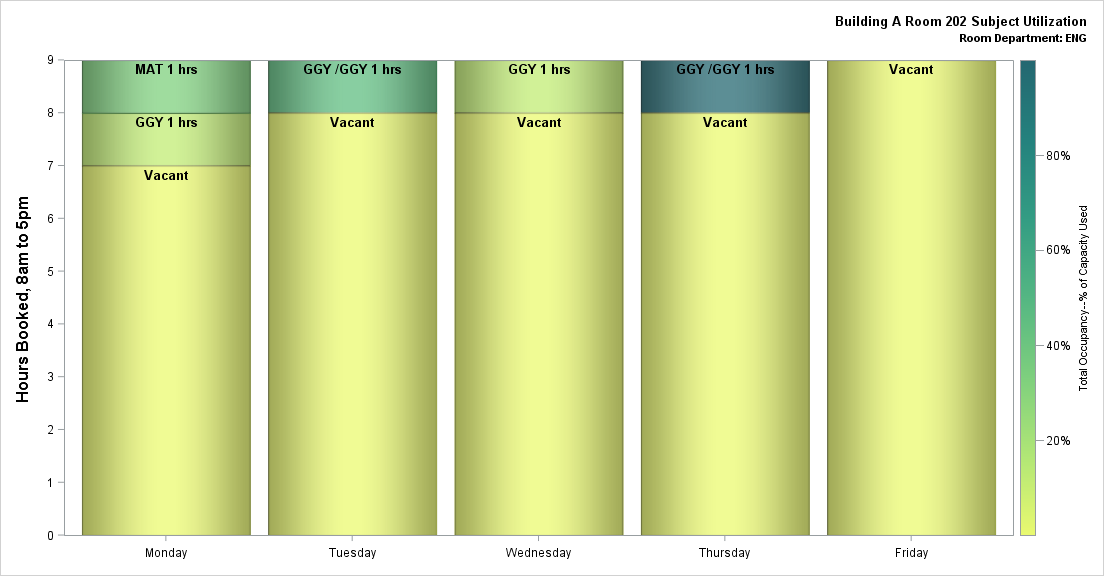 Building A Room 202 Subject Utilization
Room Department: ENG
Hours Booked, 8am to 5pm
9
8
7
6
5
4
3
2
1
0
MAT 1 hrs
GGY 1 hrs
Vacant
GGY /GGY 1 hrs
Vacant
GGY 1 hrs
Vacant
GGY /GGY 1 hrs
Vacant
Vacant
Monday
Tuesday
Wednesday
Thursday
Friday
80%
60%
40%
20%
Total Occupancy--% of Capacity Used